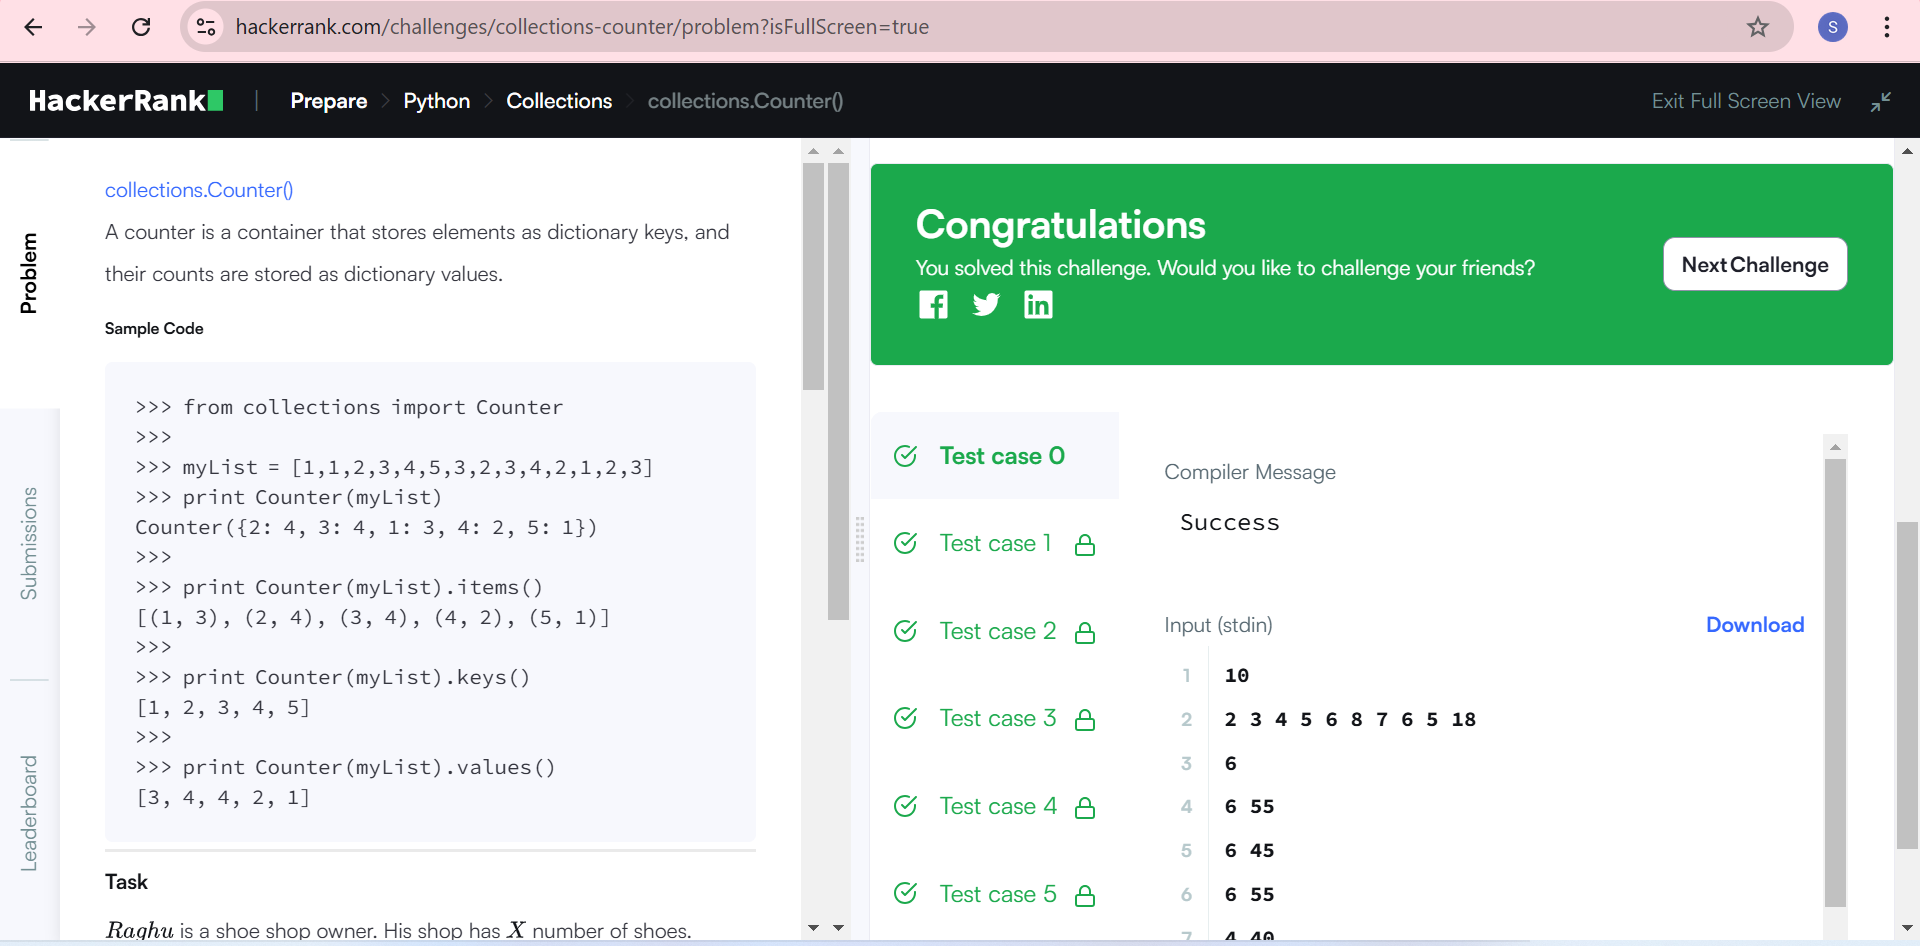 hackerrank.com/challenges/collections-counter/problem?isFullScreen=true
S
HackerRank
Prepare
Python
Collections
collections.Counter()
Exit Full Screen View
Problem
Submissions
Leaderboard
collections.Counter()
A counter is a container that stores elements as dictionary keys, and
their counts are stored as dictionary values.
Sample Code
>>> from collections import Counter
>>>
>>> myList = [1,1,2,3,4,5,3,2,3,4,2,1,2,3]
>>> print Counter(myList)
Counter({2: 4, 3: 4, 1: 3, 4: 2, 5: 1})
>>>
>>> print Counter(myList).items()
[(1, 3), (2, 4), (3, 4), (4, 2), (5, 1)]
>>>
>>> print Counter(myList).keys()
[1, 2, 3, 4, 5]
>>>
>>> print Counter(myList).values()
[3, 4, 4, 2, 1]
Task
Raghu is a shoe shop owner. His shop has X number of shoes.
Congratulations
You solved this challenge. Would you like to challenge your friends?
Next Challenge
Test case 0
Test case 1
Test case 2
Test case 3
Test case 4
Test case 5
Compiler Message
Success
Input (stdin)
Download
1 10
2 2 3 4 5 6 8 7 6 5 18
3 6
4 6 55
5 6 45
6 6 55
7 4 40